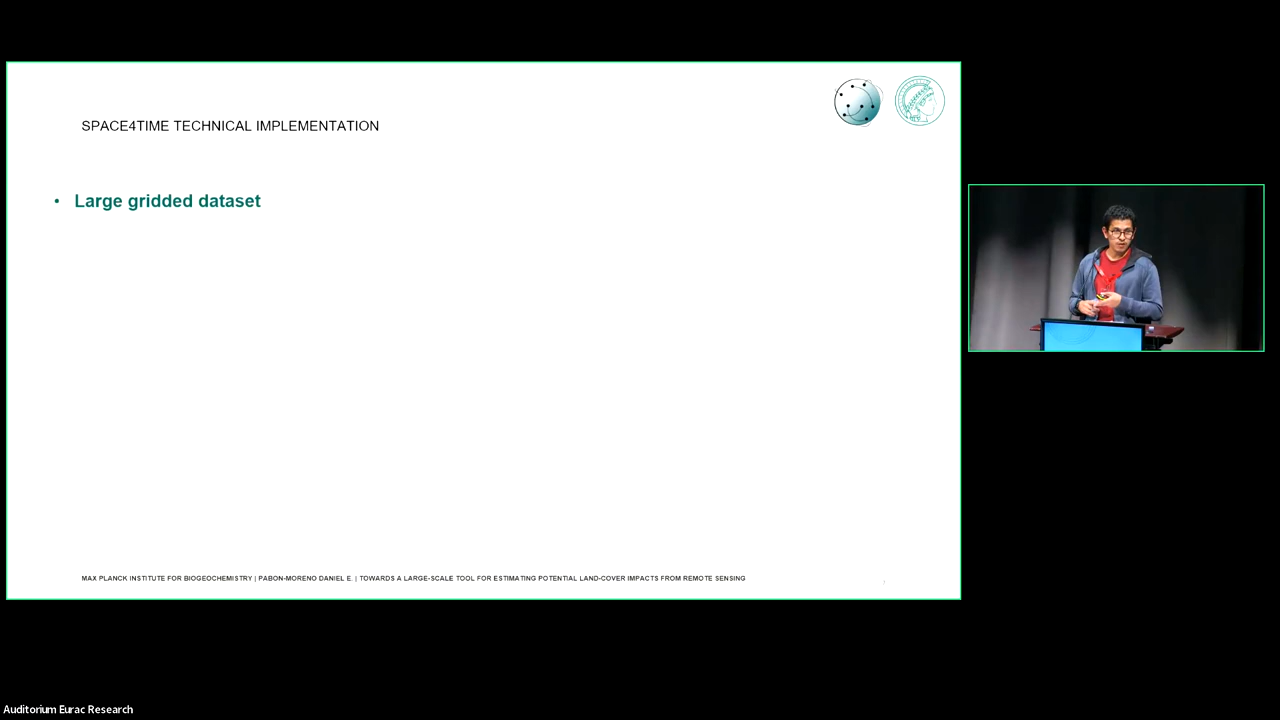 SPACE4TIME TECHNICAL IMPLEMENTATION
• Large gridded dataset
MAX PLANCK INSTITUTE FOR BIOGEOCHEMISTRY | PABON-MORENO DANIEL E. | TOWARDS A LARGE-SCALE TOOL FOR ESTIMATING POTENTIAL LAND-COVER IMPACTS FROM REMOTE SENSING
Auditorium Eurac Research